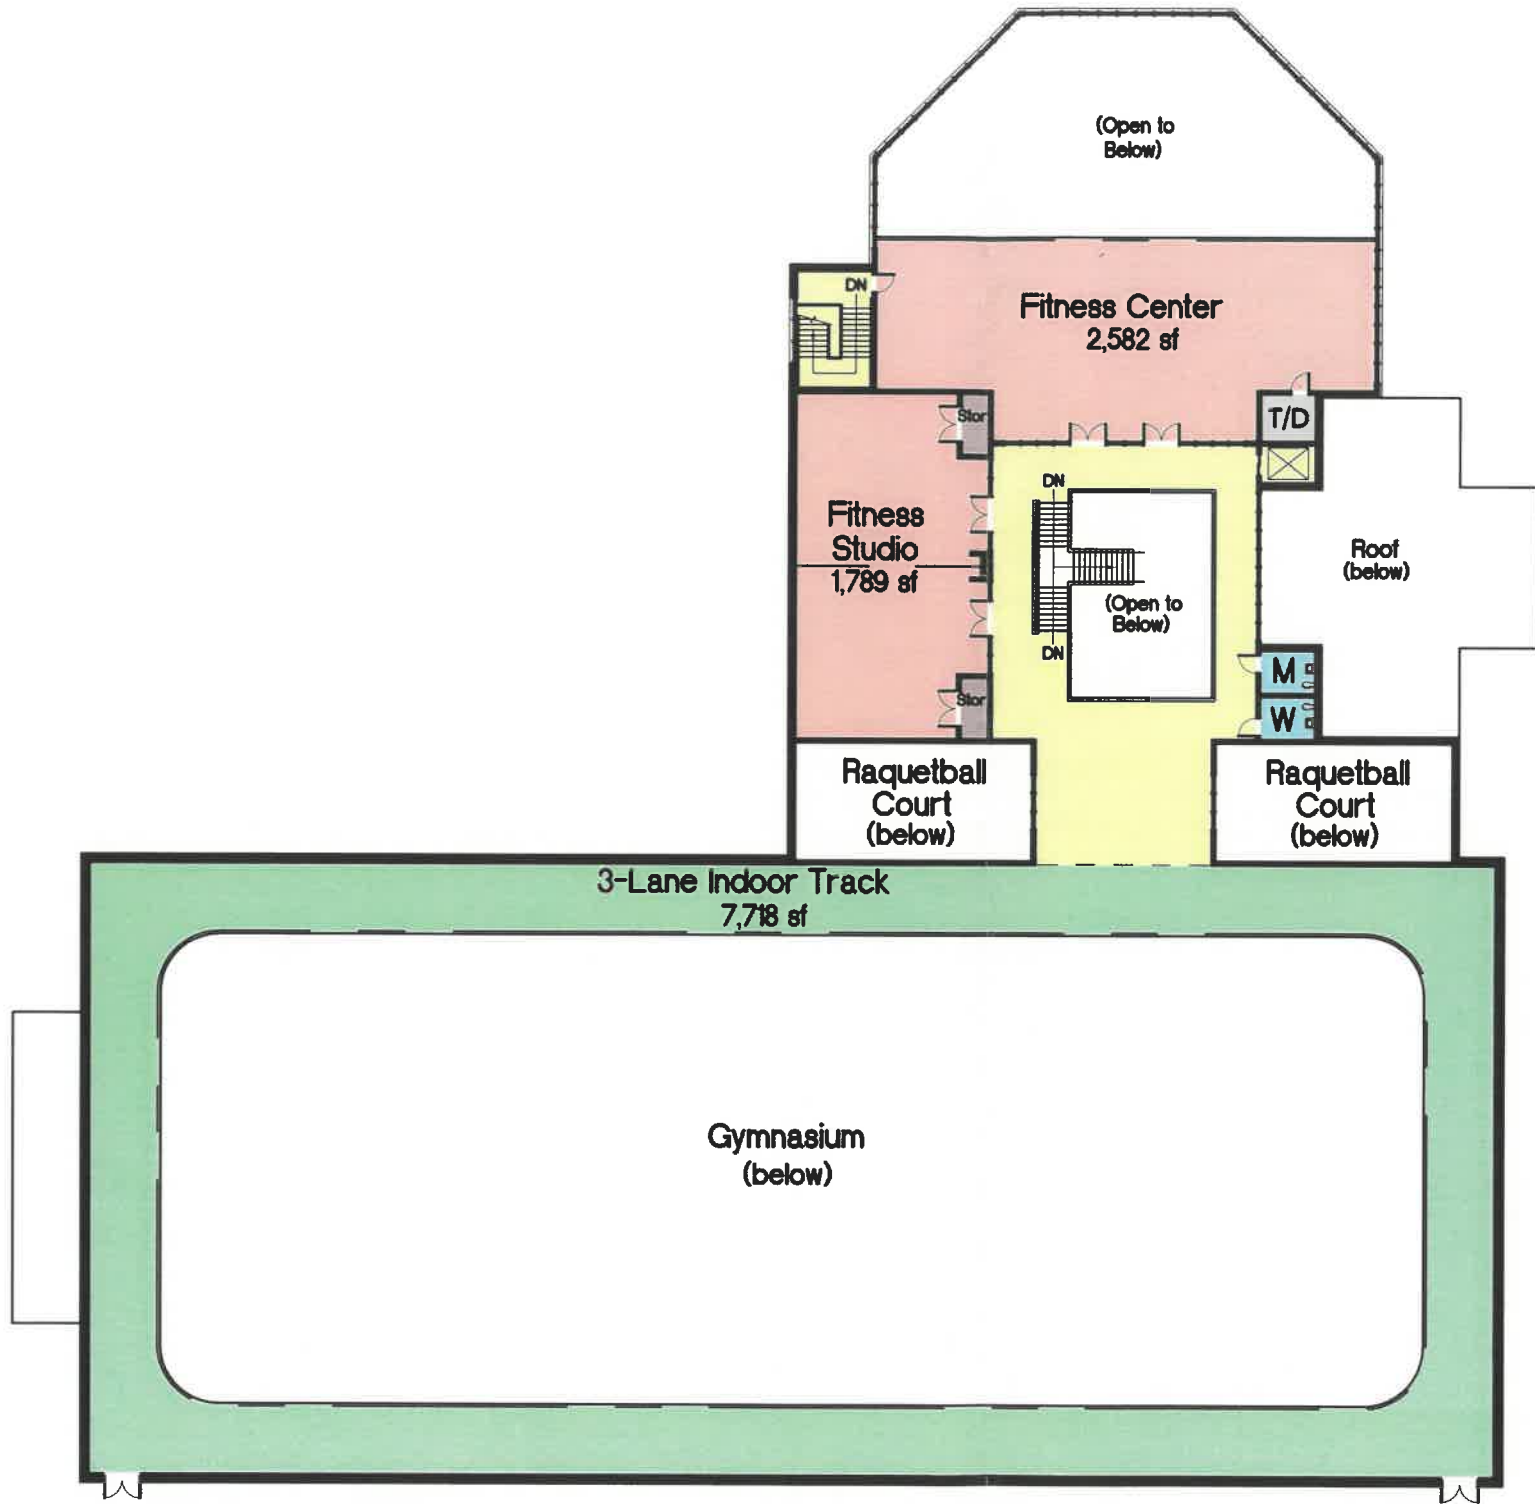 (Open to
Below)
DN
Fitness Center
2,582 sf
Stor
T/D
DN
Fitness
Studio
1,789 sf
Roof
(below)
(Open to
Below)
DN
M
Stor
W
Raquetball
Court
(below)
Raquetball
Court
(below)
3-Lane Indoor Track
7,718 sf
Gymnasium
(below)